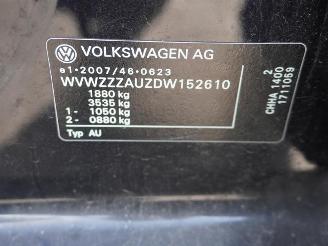 VOLKSWAGEN AG
e1*2007/46*0623
WVWZZZAUZDW152610
1880 kg
3535 kg
1- 1050 kg
2- 0880 kg
Typ AU
2
CHHA 1400
1711059